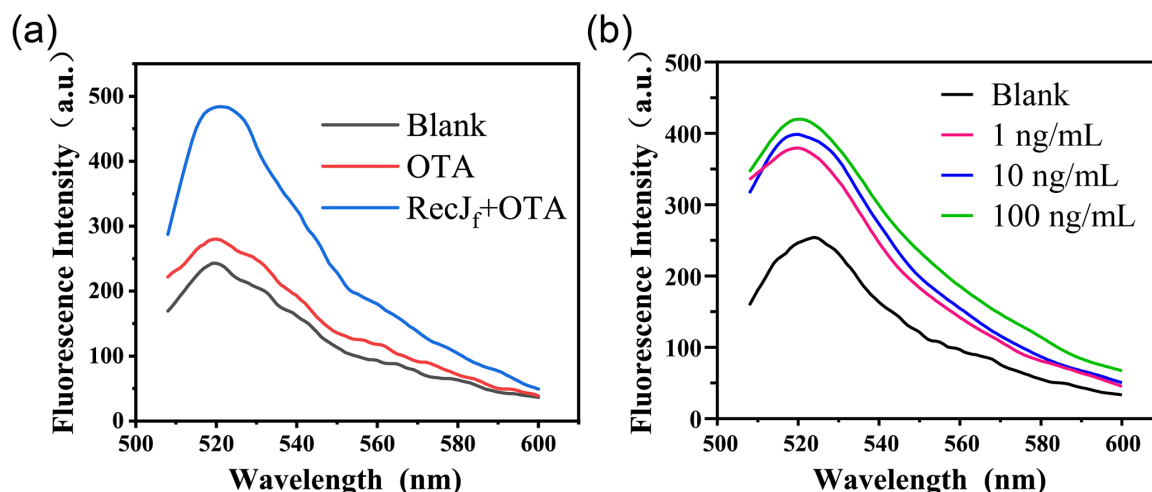 (a)
Fluorescence Intensity（a.u.）
500
400
300
200
100
0
Blank
OTA
RecJf+OTA
500 520 540 560 580 600
Wavelength (nm)
(b)
Fluorescence Intensity（a.u.）
500
400
300
200
100
0
Blank
1 ng/mL
10 ng/mL
100 ng/mL
500 520 540 560 580 600
Wavelength (nm)